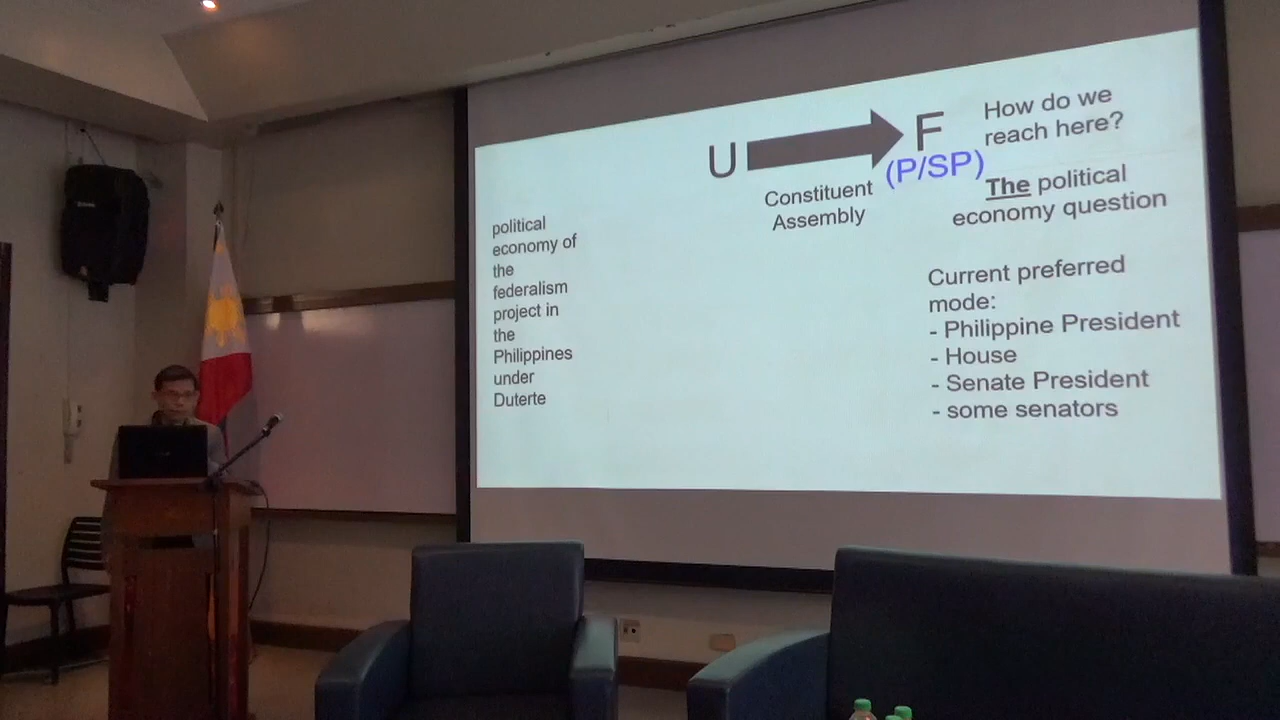 U
F
(P/SP)
How do we
reach here?
Constituent
Assembly
The political
economy question
political
economy of
the
federalism
project in
the
Philippines
under
Duterte
Current preferred
mode:
- Philippine President
- House
- Senate President
- some senators